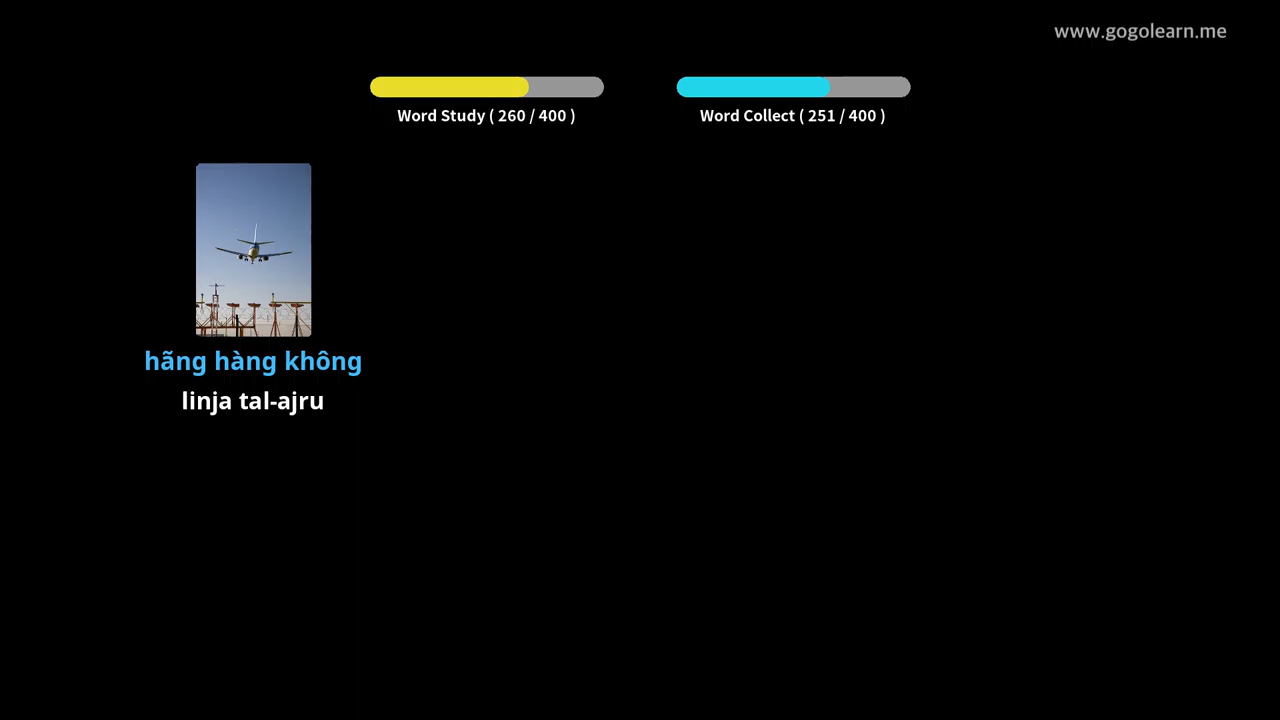 www.gogolearn.me
Word Study ( 260 / 400 )
Word Collect ( 251 / 400 )
hãng hàng không
linja tal-ajru